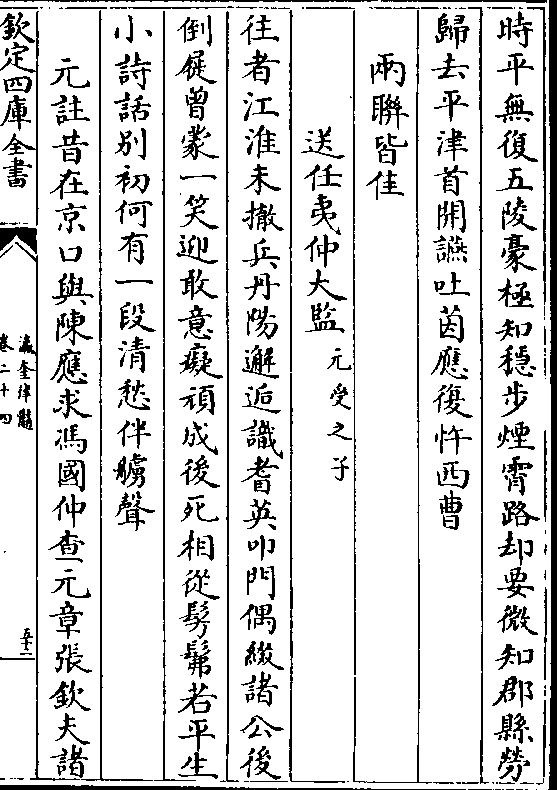 時平無復五陵豪極知穩步煙霄路却要微知郡縣勞
歸去平津首開讌吐茵應復忤西曹
兩聯皆佳
送任夷仲大監元受之子
往者江淮未撤兵丹陽邂逅識耆英叩門偶綴諸公後
倒屣曾蒙一笑迎敢意癡頑成後死相從髣髴若平生
小詩話別初何有一段清愁伴艣聲
元註昔在京口與陳應求馮國仲查元章張欽夫諸
欽定四庫全書
瀛奎律髓
卷二十四